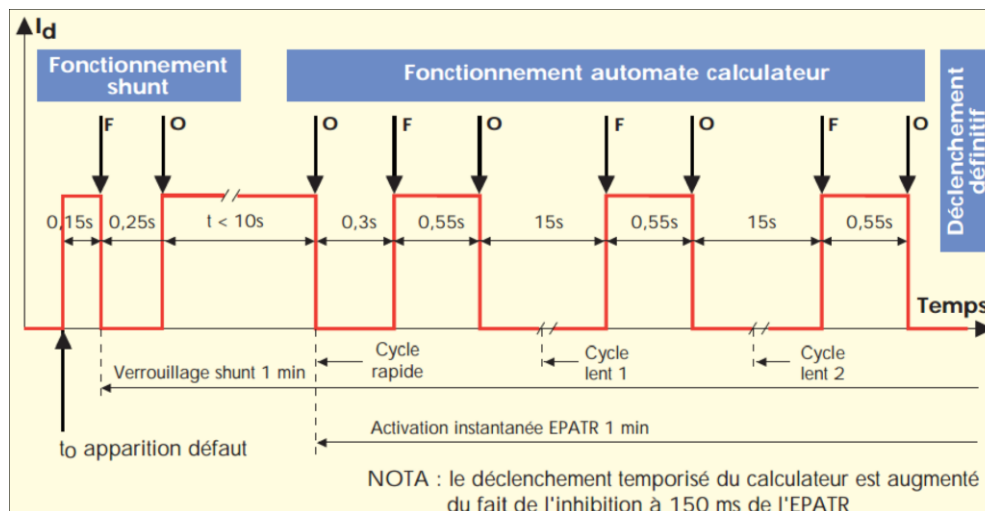 Id
Fonctionnement
shunt
Fonctionnement automate calculateur
Déclenchement
définitif
F O O F O F O F O
0,15s 0,25s t < 10s 0,3s 0,55s 15s 0,55s 15s 0,55s
Temps
Cycle
rapide
Cycle
lent 1
Cycle
lent 2
Verrouillage shunt 1 min
Activation instantanée EPATR 1 min
to apparition défaut
NOTA : le déclenchement temporisé du calculateur est augmenté
du fait de l'inhibition à 150 ms de l'EPATR